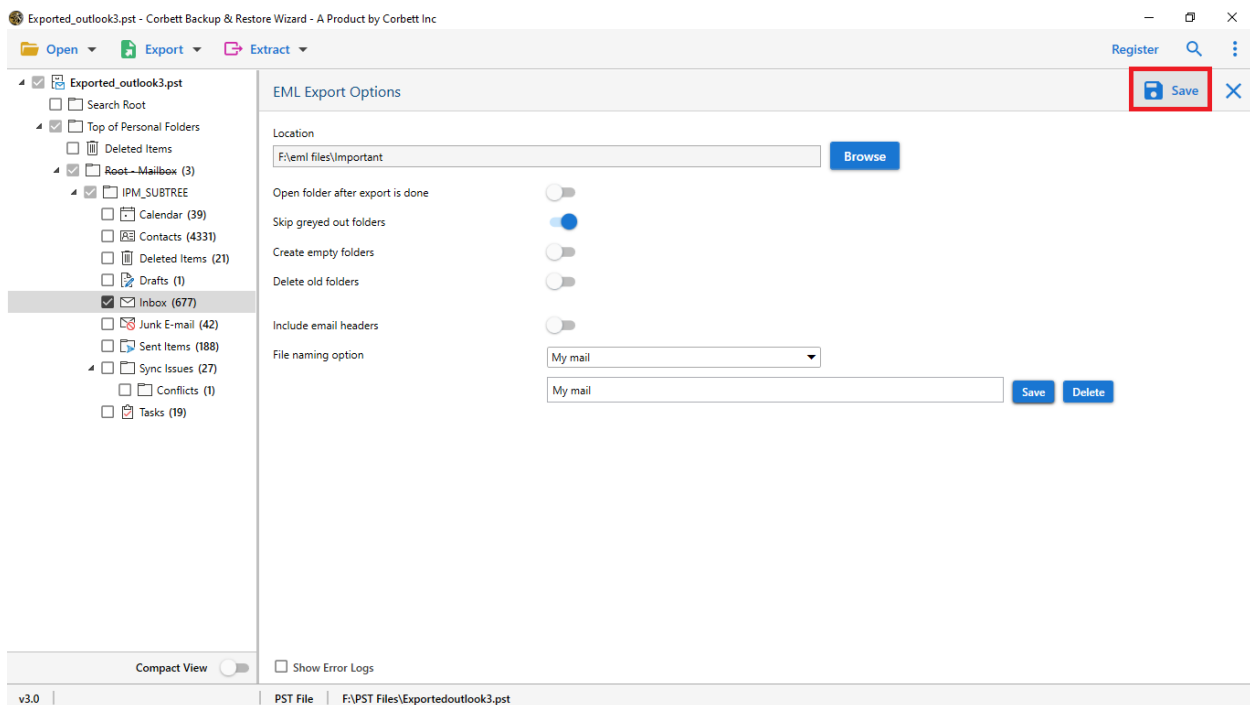 Exported_outlook3.pst - Corbett Backup & Restore Wizard - A Product by Corbett Inc
Open Export Extract Register
Exported_outlook3.pst
Search Root
Top of Personal Folders
Deleted Items
Root - Mailbox (3)
IPM_SUBTREE
Calendar (39)
Contacts (4331)
Deleted Items (21)
Drafts (1)
Inbox (677)
Junk E-mail (42)
Sent Items (188)
Sync Issues (27)
Conflicts (1)
Tasks (19)
Compact View
EML Export Options Save
Location
F:\eml files\Important Browse
Open folder after export is done
Skip greyed out folders
Create empty folders
Delete old folders
Include email headers
File naming option My mail
My mail Save Delete
Show Error Logs
v3.0 PST File F:\PST Files\Exportedoutlook3.pst